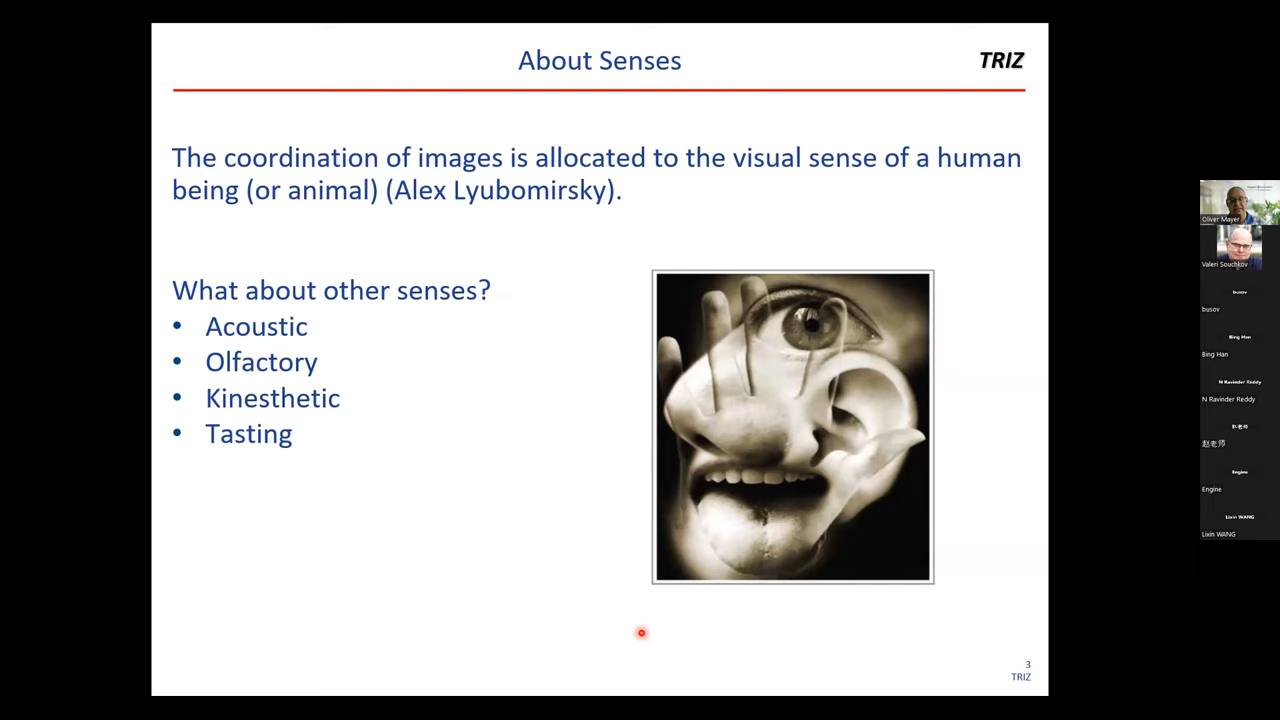 About Senses
TRIZ
The coordination of images is allocated to the visual sense of a human
being (or animal) (Alex Lyubomirsky).
What about other senses?
• Acoustic
• Olfactory
• Kinesthetic
• Tasting
3
TRIZ
Oliver Mayer
Valeri Souchkov
busov
busov
Bing Han
Bing Han
N Ravinder Reddy
N Ravinder Reddy
赵老师
赵老师
Engine
Engine
Lixin WANG
Lixin WANG